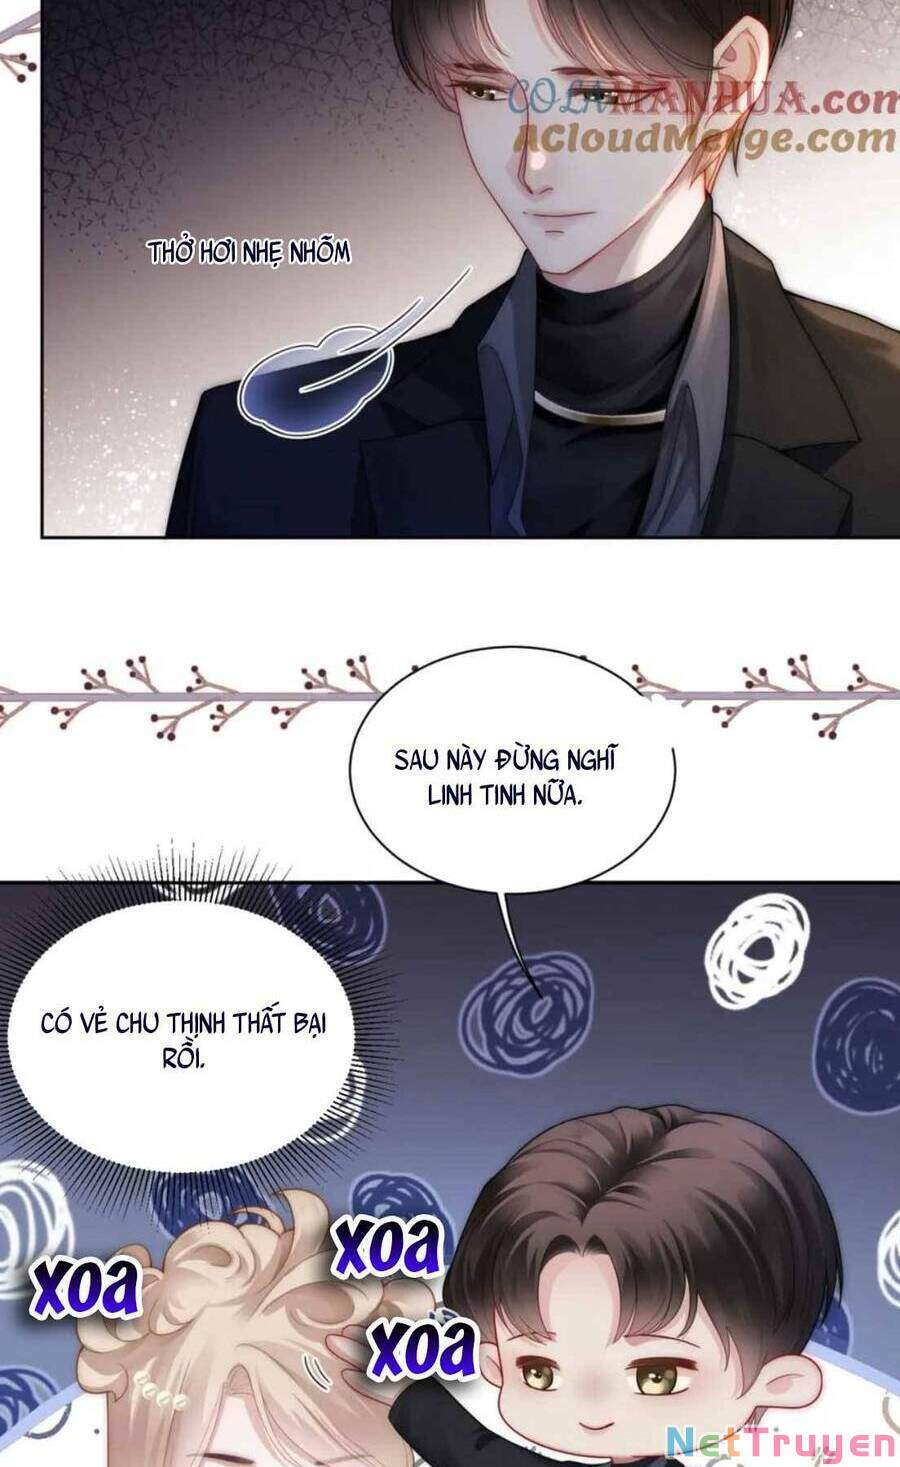 COLAMANHUA.com
ACloudMerge.com
THỞ HƠI NHẸ NHÕM
SAU NÀY ĐỪNG NGHĨ
LINH TINH NỮA.
CÓ VẺ CHU THỊNH THẤT BẠI
RỒI.
XOA
XOA
XOA
NetTruyen